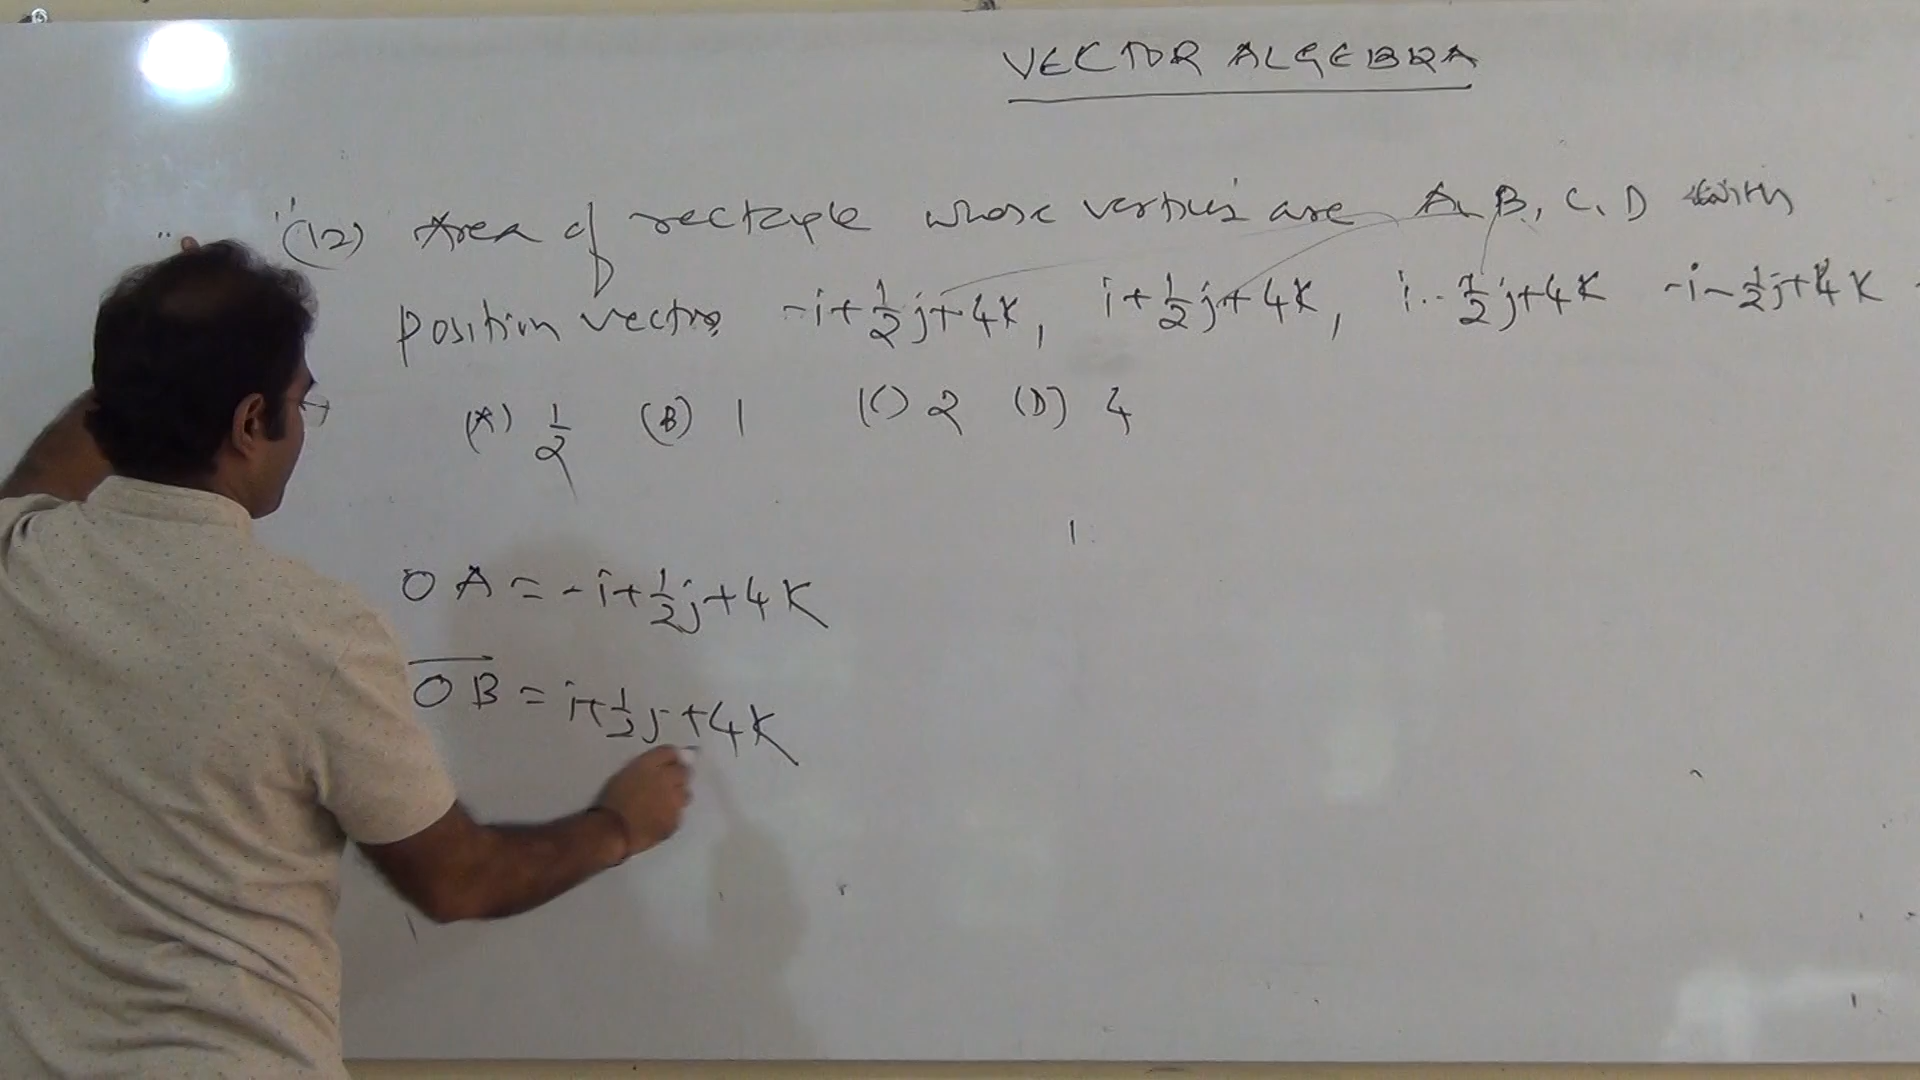 VECTOR ALGEBRA
(12) Area of rectangle whose vertices are A, B, C, D with
position vectors -i+1/2j+4K, i+1/2j+4K, i-1/2j+4K -i-1/2j+4K
(A) 1/2 (B) 1 (C) 2 (D) 4
OA = -i+1/2j+4K
OB = i+1/2j+4K